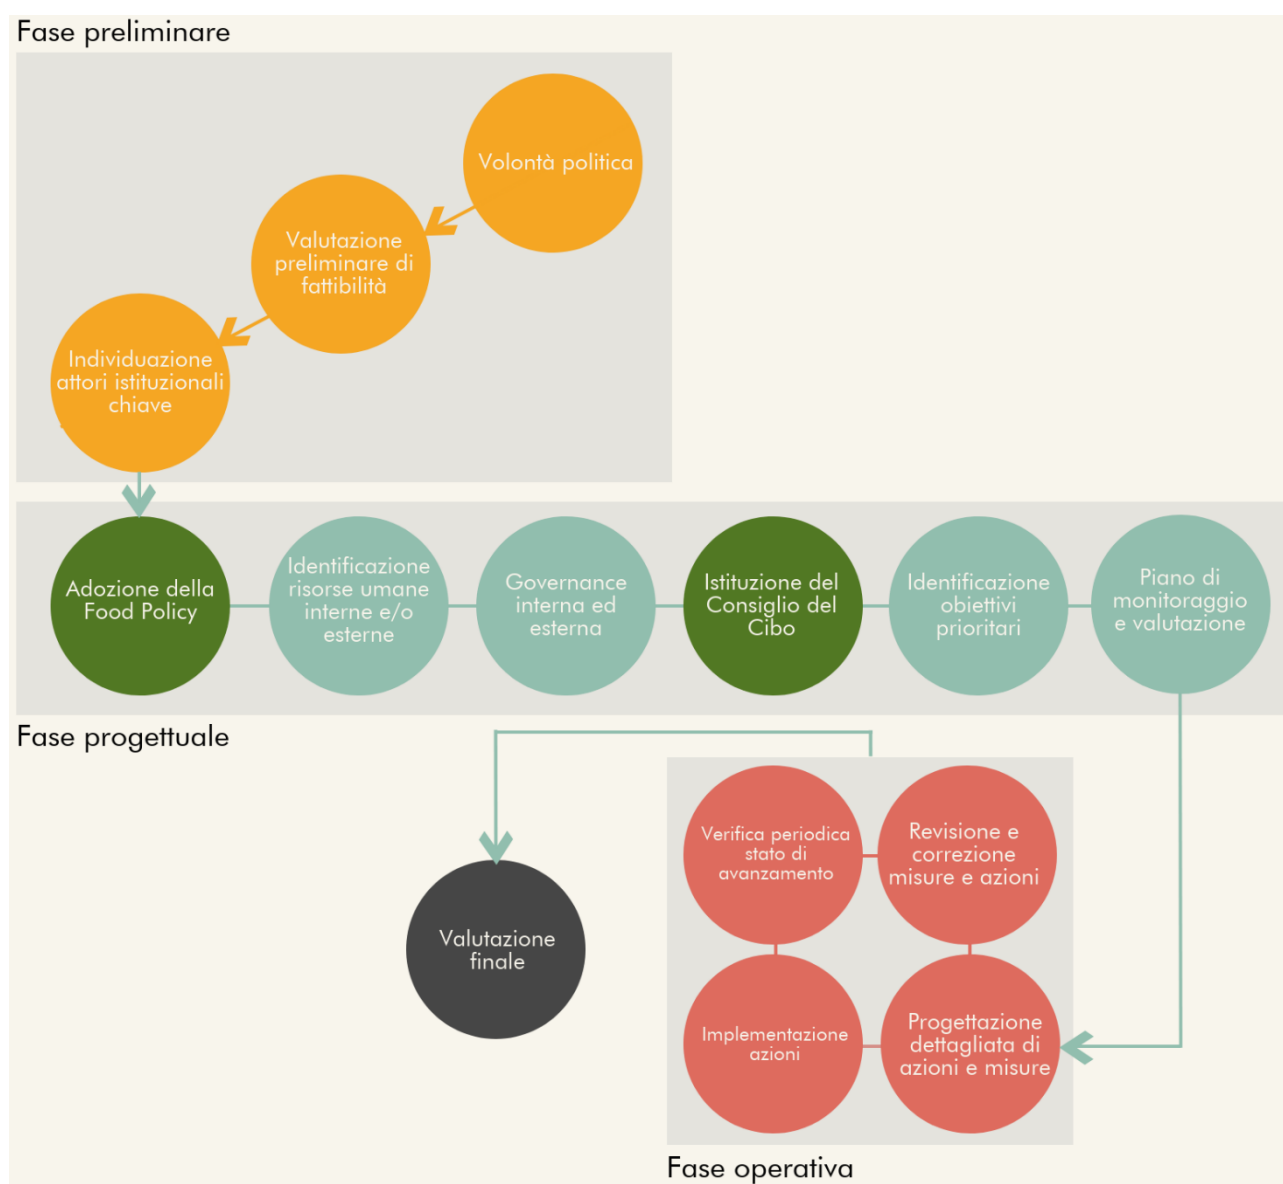 Fase preliminare
Volontà politica
Valutazione
preliminare di
fattibilità
Individuazione
attori istituzionali
chiave
Adozione della
Food Policy
Identificazione
risorse umane
interne e/o
esterne
Governance
interna ed
esterna
Istituzione del
Consiglio del
Cibo
Identificazione
obiettivi
prioritari
Piano di
monitoraggio
e valutazione
Fase progettuale
Verifica periodica
stato di
avanzamento
Revisione e
correzione
misure e azioni
Valutazione
finale
Implementazione
azioni
Progettazione
dettagliata di
azioni e misure
Fase operativa